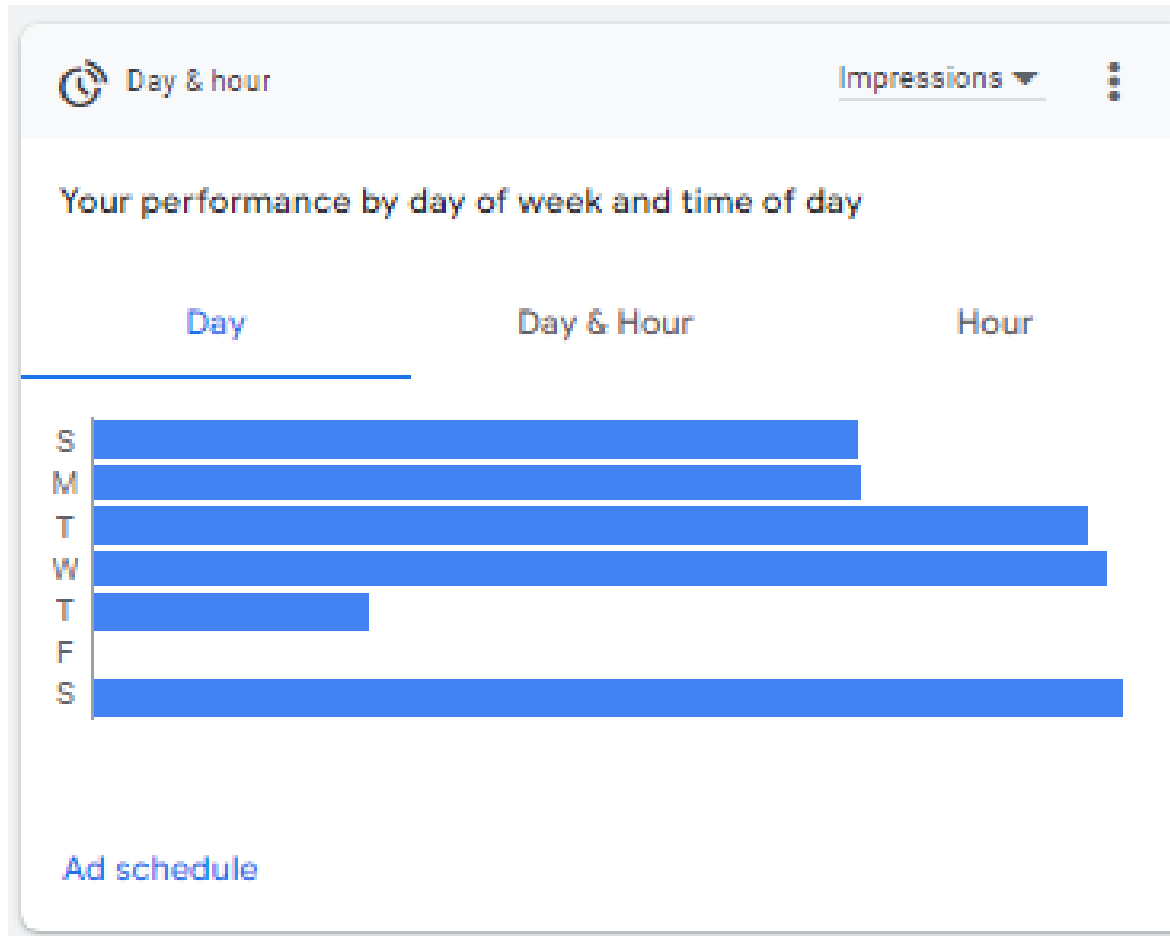 Day & hour Impressions
Your performance by day of week and time of day
Day Day & Hour Hour
S
M
T
W
T
F
S
Ad schedule